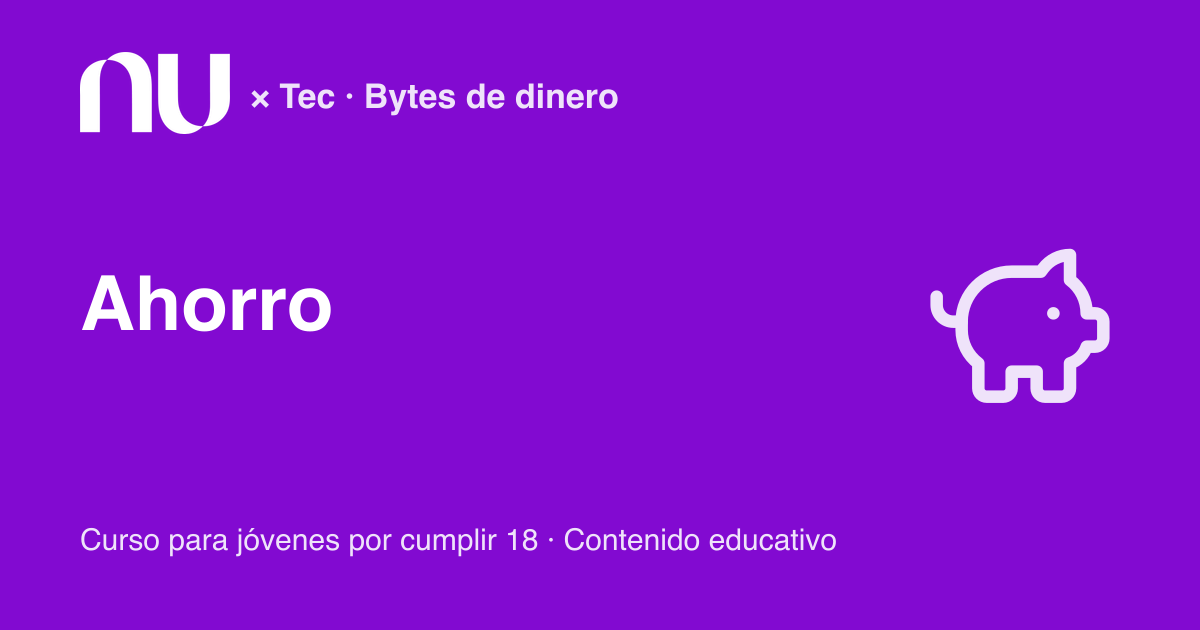 nu × Tec · Bytes de dinero
Ahorro
Curso para jóvenes por cumplir 18 · Contenido educativo